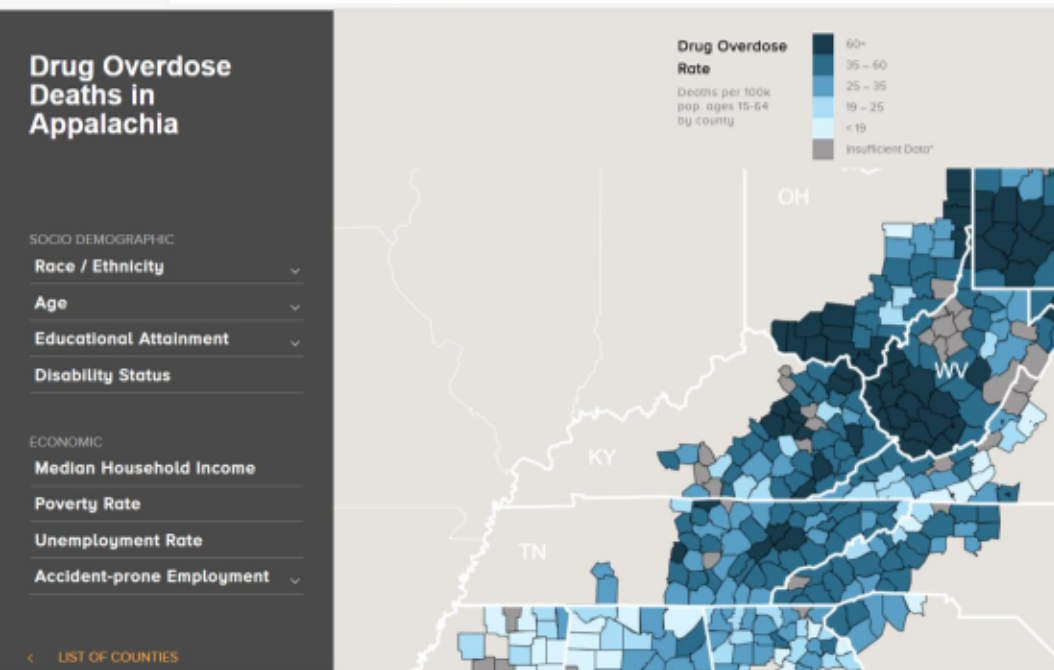 Drug Overdose
Deaths in
Appalachia
SOCIO DEMOGRAPHIC
Race / Ethnicity
Age
Educational Attainment
Disability Status
ECONOMIC
Median Household Income
Poverty Rate
Unemployment Rate
Accident-prone Employment
< LIST OF COUNTIES
Drug Overdose
Rate
Deaths per 100k
pop. ages 15-64
by county
60+
35 – 60
25 – 35
19 – 25
< 19
Insufficient Data*
OH
WV
KY
TN